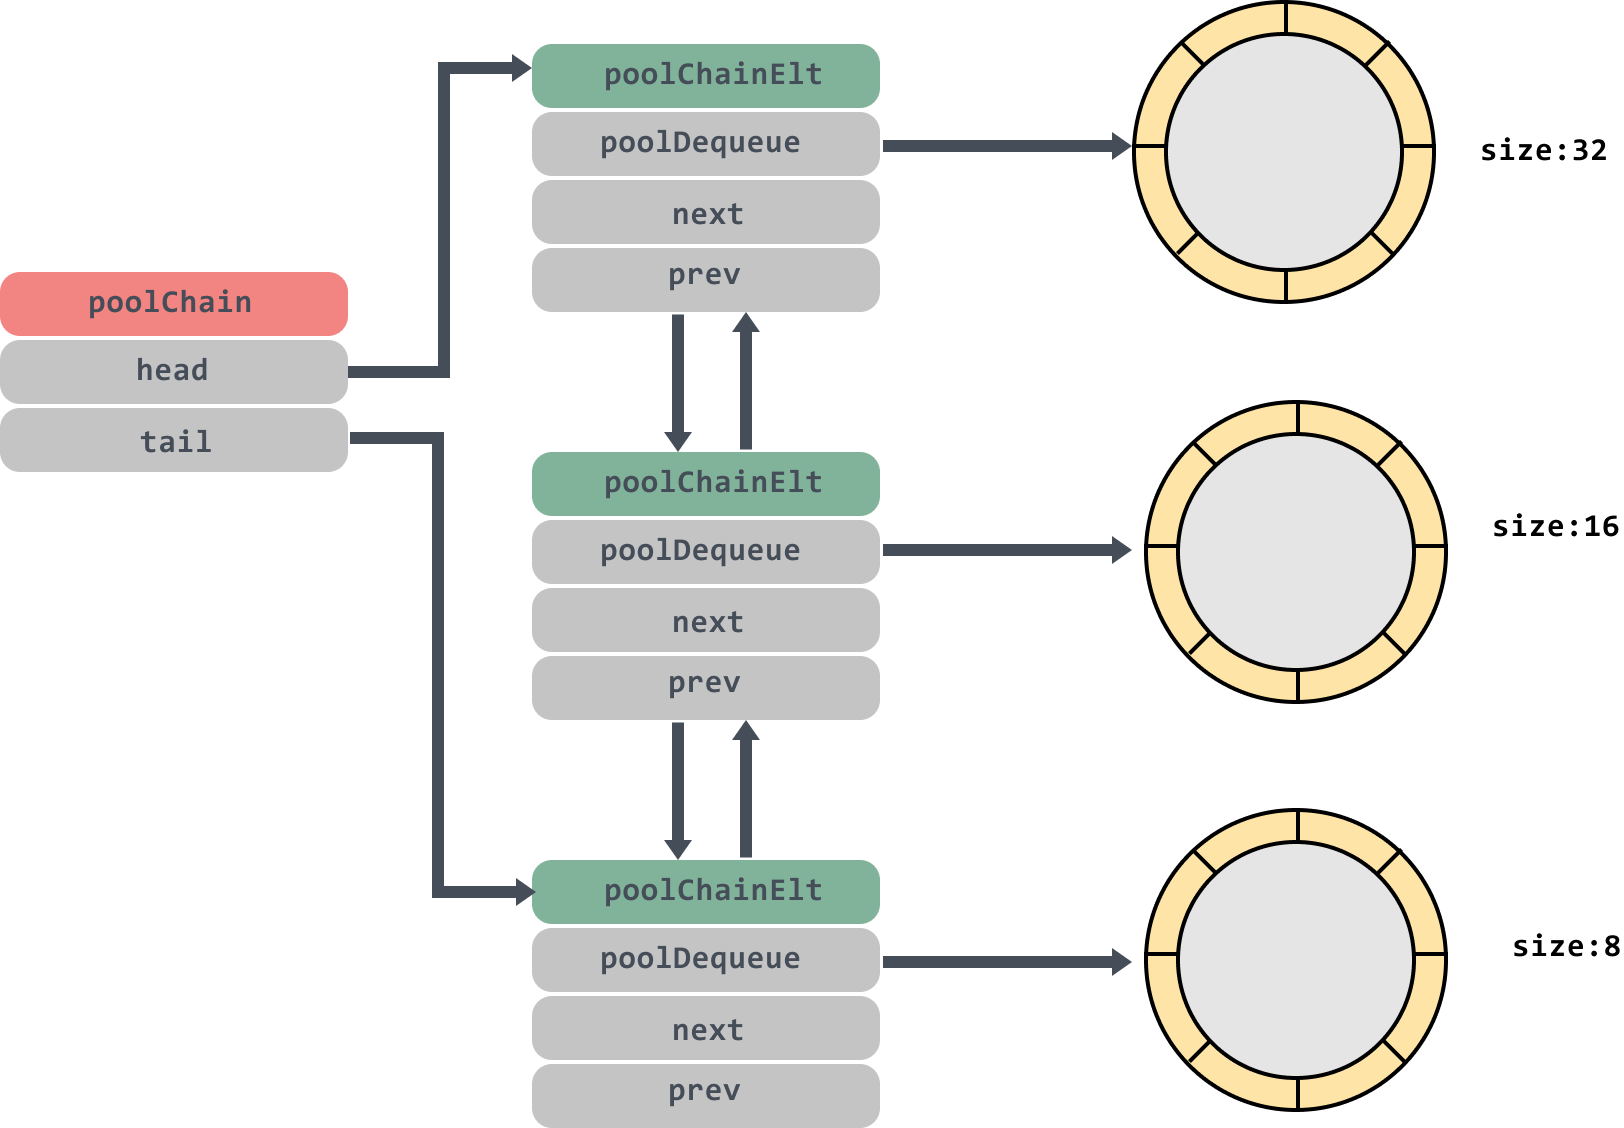 poolChain
head
tail
poolChainElt
poolDequeue
next
prev
size:32
poolChainElt
poolDequeue
next
prev
size:16
poolChainElt
poolDequeue
next
prev
size:8